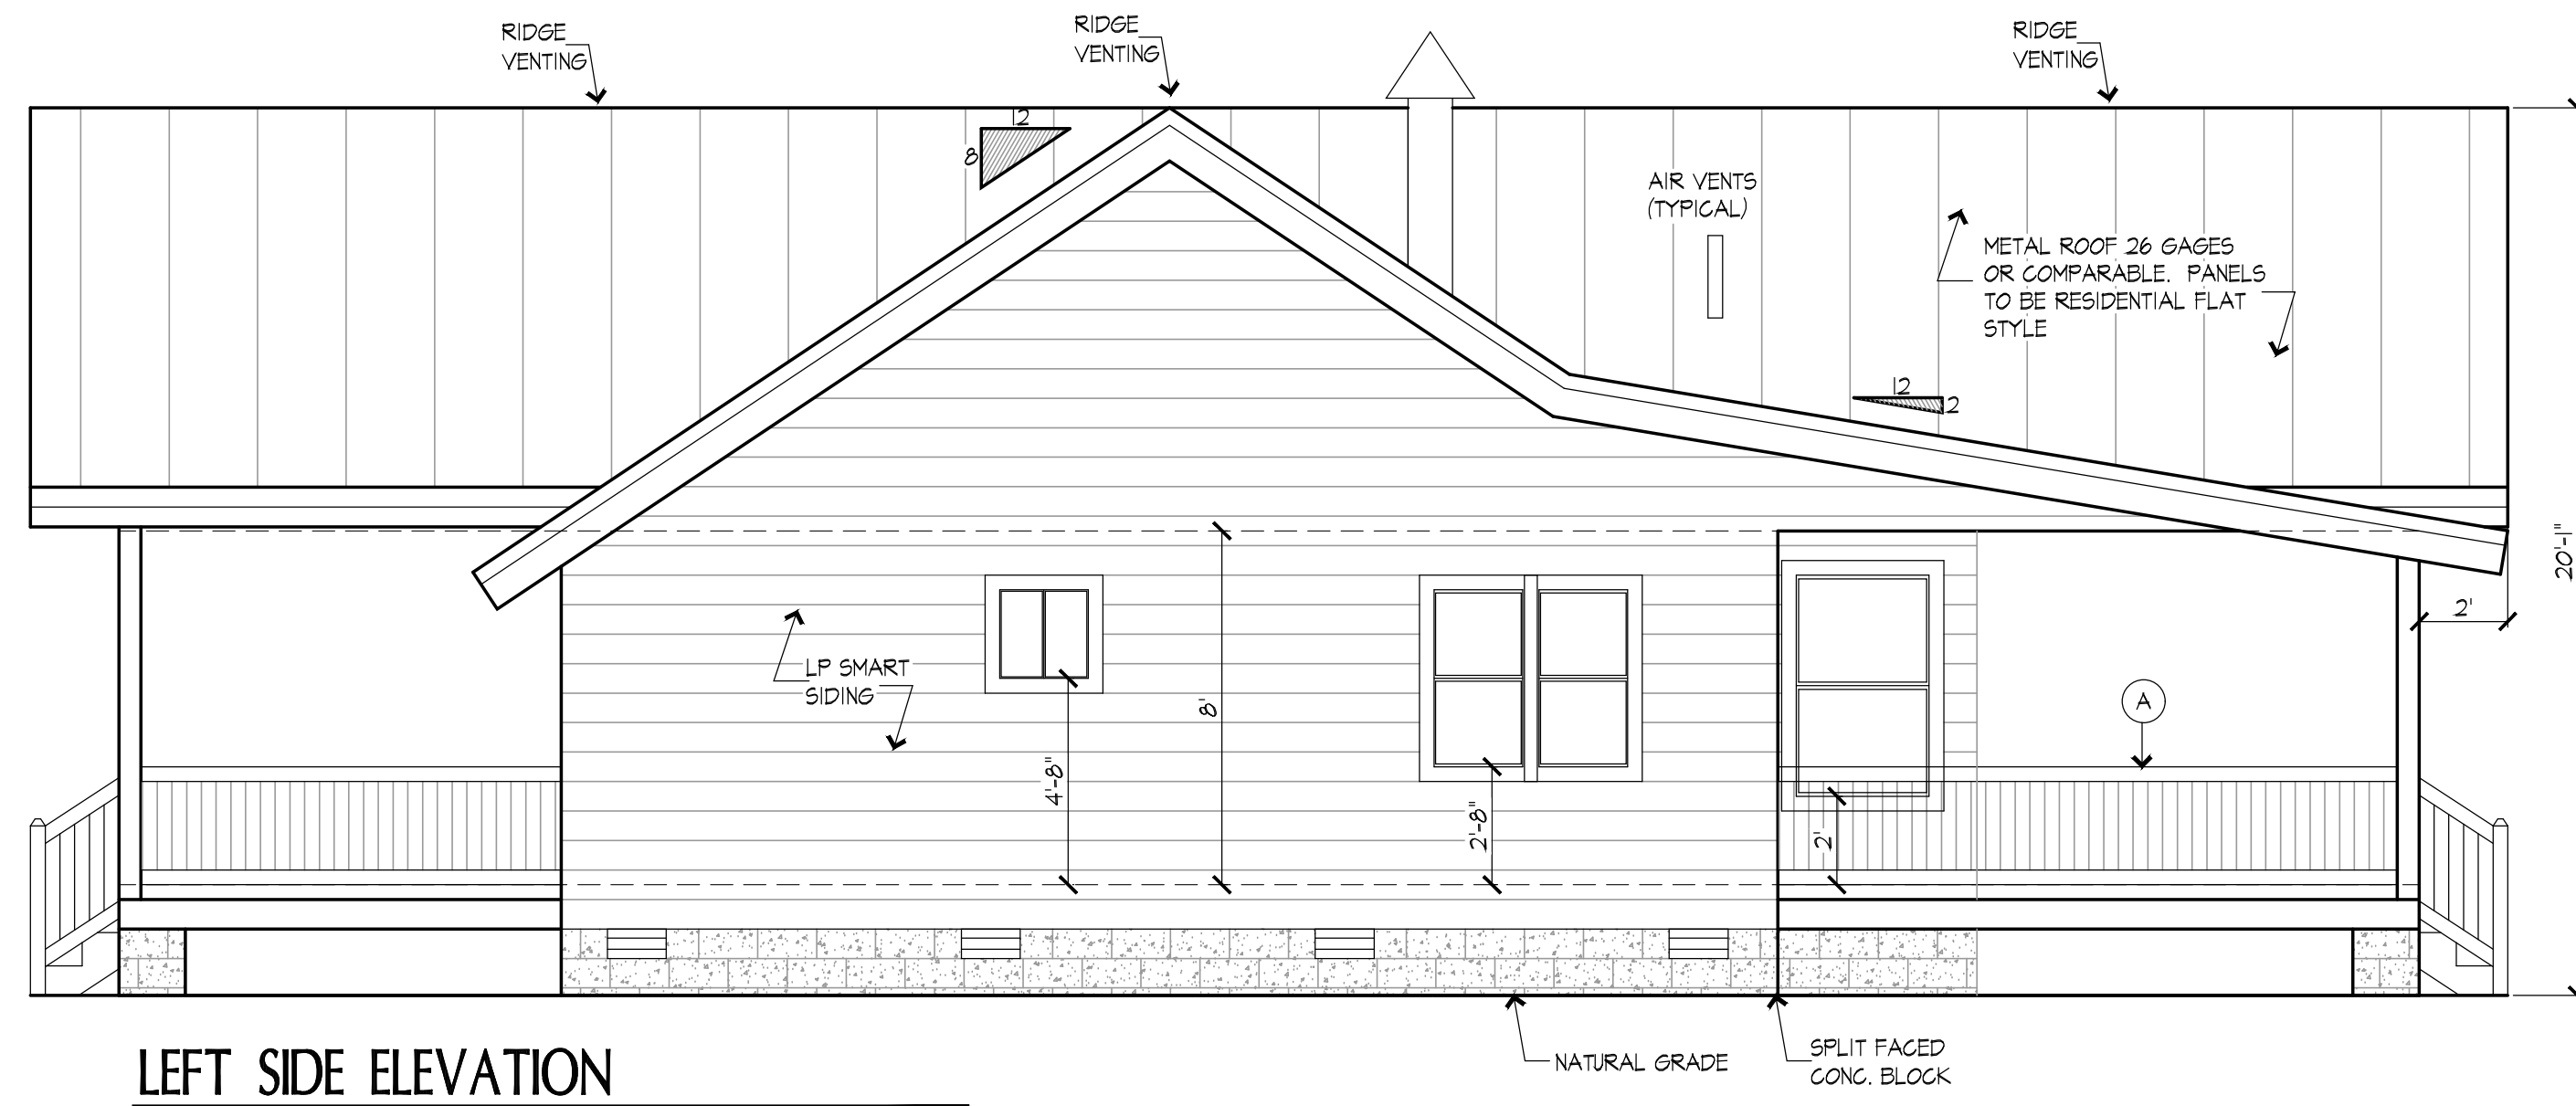 RIDGE
VENTING
RIDGE
VENTING
RIDGE
VENTING
12
8
AIR VENTS
(TYPICAL)
METAL ROOF 26 GAGES
OR COMPARABLE. PANELS
TO BE RESIDENTIAL FLAT
STYLE
12
2
20'-1"
2'
LP SMART
SIDING
8'
A
4'-8"
2'-8"
2'
NATURAL GRADE
SPLIT FACED
CONC. BLOCK
LEFT SIDE ELEVATION